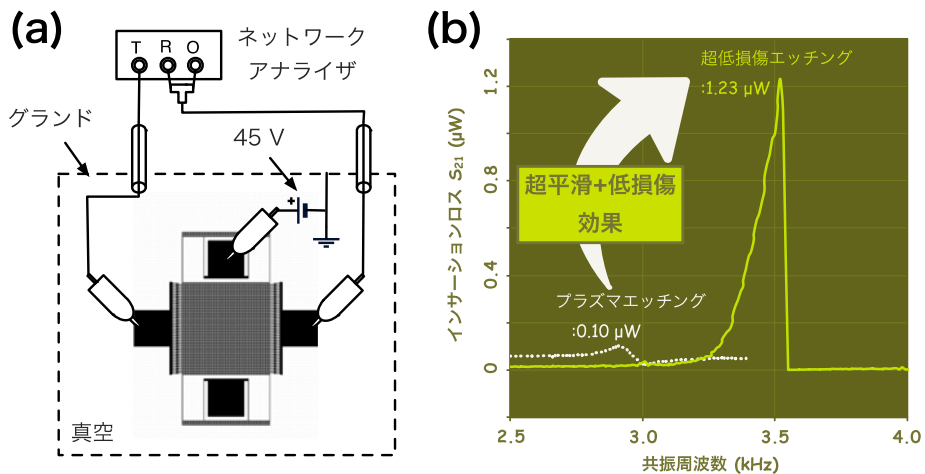 (a)
ネットワーク
アナライザ
T R O
グランド
45 V
+
真空
(b)
超低損傷エッチング
:1.23 μW
超平滑+低損傷
効果
プラズマエッチング
:0.10 μW
インサーションロス S21 (μW)
1.2
0.8
0.4
0
2.5 3.0 3.5 4.0
共振周波数 (kHz)